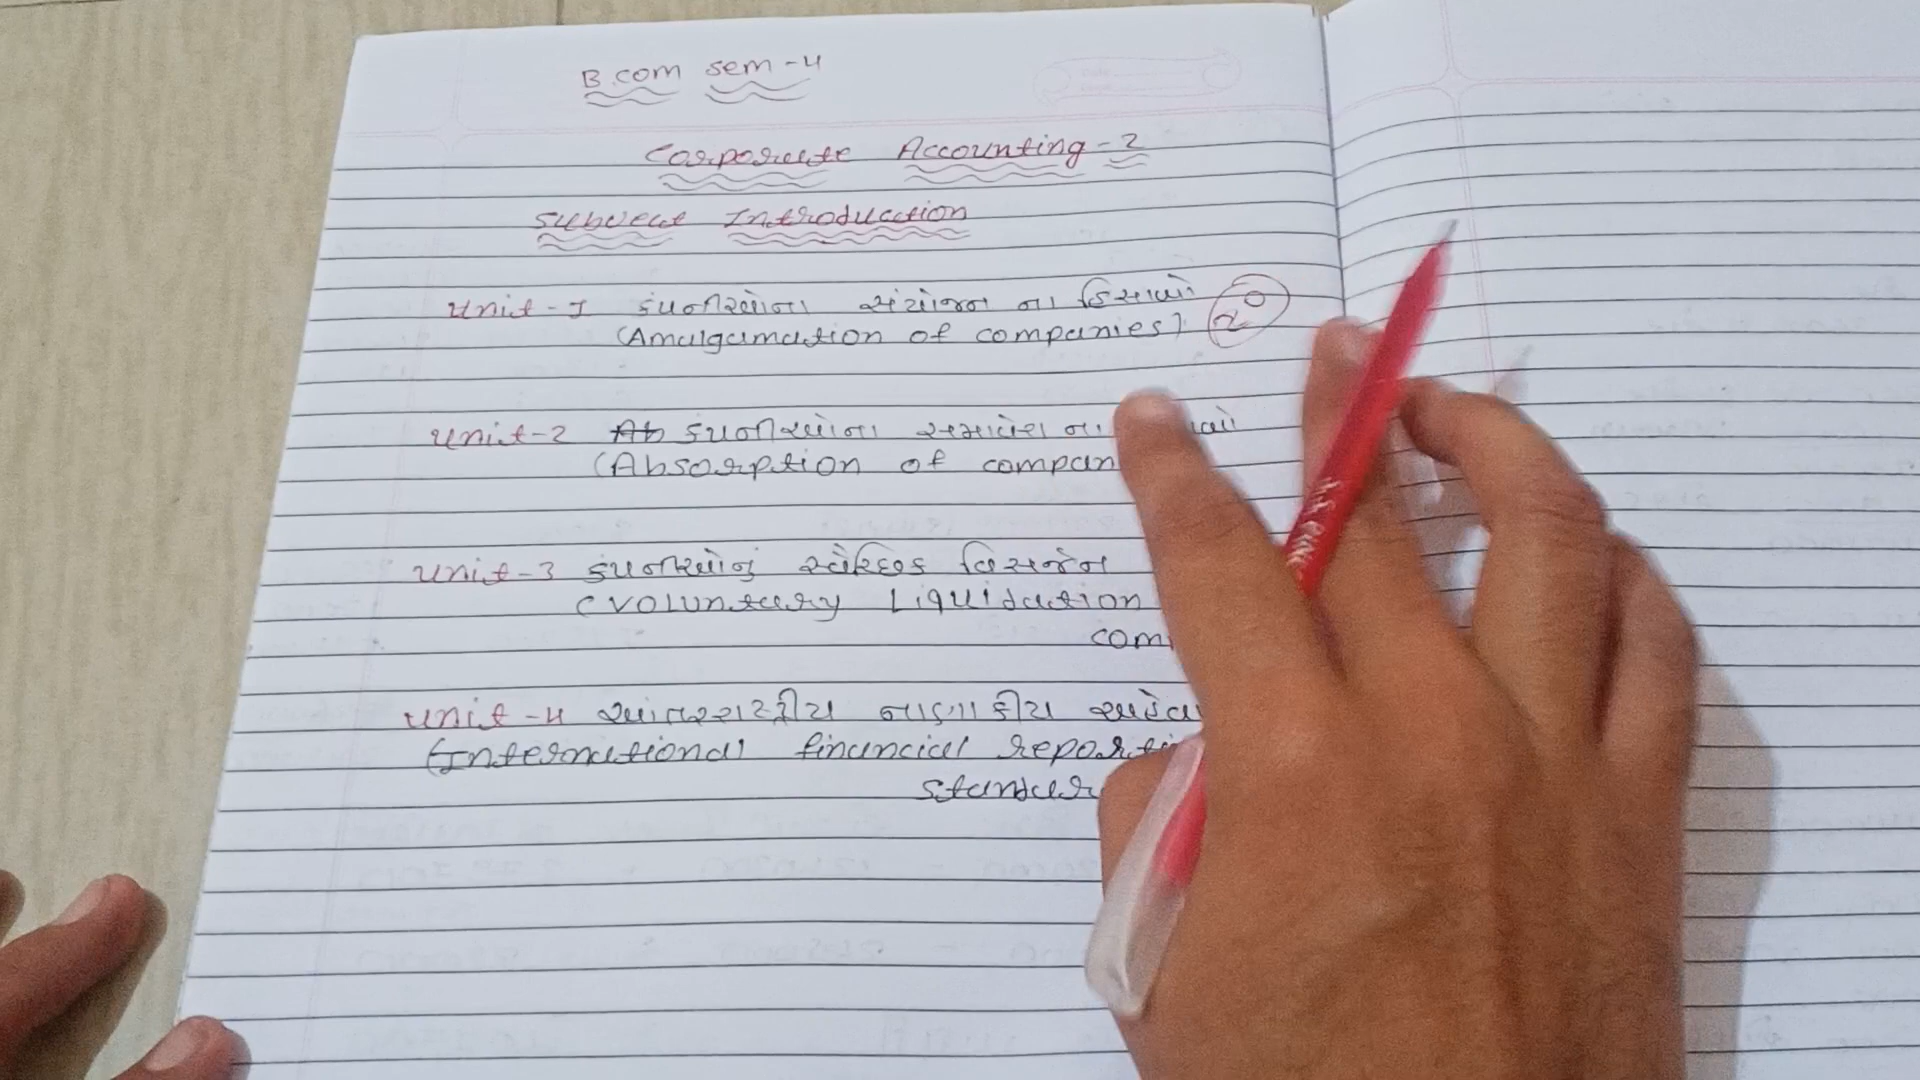 B.com sem-4
Corporate Accounting-2
Subject Introduction
Unit-1 કંપનીઓના સંયોજન ના હિસાબો
(Amalgamation of companies) 20
Unit-2 કંપનીઓના સમાવેશ ના
(Absorption of compan
Unit-3 કંપનીઓનું સ્વૈચ્છિક વિસર્જન
(Voluntary Liquidation
com
Unit-4 આંતરરાષ્ટ્રીય નાણાકીય
(International financial reporti
standar